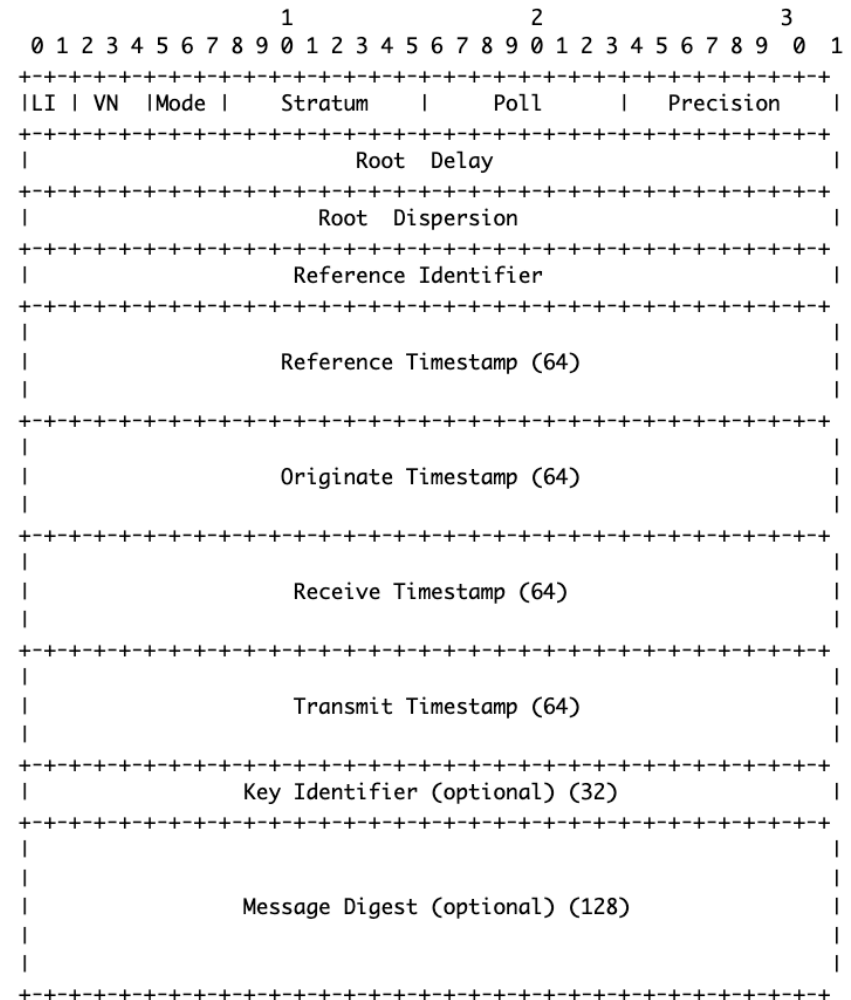 1                   2                   3
 0 1 2 3 4 5 6 7 8 9 0 1 2 3 4 5 6 7 8 9 0 1 2 3 4 5 6 7 8 9  0  1
+-+-+-+-+-+-+-+-+-+-+-+-+-+-+-+-+-+-+-+-+-+-+-+-+-+-+-+-+-+-+-+-+
|LI | VN  |Mode |    Stratum    |     Poll      |   Precision    |
+-+-+-+-+-+-+-+-+-+-+-+-+-+-+-+-+-+-+-+-+-+-+-+-+-+-+-+-+-+-+-+-+
|                          Root  Delay                           |
+-+-+-+-+-+-+-+-+-+-+-+-+-+-+-+-+-+-+-+-+-+-+-+-+-+-+-+-+-+-+-+-+
|                       Root  Dispersion                         |
+-+-+-+-+-+-+-+-+-+-+-+-+-+-+-+-+-+-+-+-+-+-+-+-+-+-+-+-+-+-+-+-+
|                     Reference Identifier                       |
+-+-+-+-+-+-+-+-+-+-+-+-+-+-+-+-+-+-+-+-+-+-+-+-+-+-+-+-+-+-+-+-+
|                                                                |
|                    Reference Timestamp (64)                    |
|                                                                |
+-+-+-+-+-+-+-+-+-+-+-+-+-+-+-+-+-+-+-+-+-+-+-+-+-+-+-+-+-+-+-+-+
|                                                                |
|                    Originate Timestamp (64)                    |
|                                                                |
+-+-+-+-+-+-+-+-+-+-+-+-+-+-+-+-+-+-+-+-+-+-+-+-+-+-+-+-+-+-+-+-+
|                                                                |
|                     Receive Timestamp (64)                     |
|                                                                |
+-+-+-+-+-+-+-+-+-+-+-+-+-+-+-+-+-+-+-+-+-+-+-+-+-+-+-+-+-+-+-+-+
|                                                                |
|                     Transmit Timestamp (64)                    |
|                                                                |
+-+-+-+-+-+-+-+-+-+-+-+-+-+-+-+-+-+-+-+-+-+-+-+-+-+-+-+-+-+-+-+-+
|                 Key Identifier (optional) (32)                 |
+-+-+-+-+-+-+-+-+-+-+-+-+-+-+-+-+-+-+-+-+-+-+-+-+-+-+-+-+-+-+-+-+
|                                                                |
|                                                                |
|                 Message Digest (optional) (128)                |
|                                                                |
|                                                                |
+-+-+-+-+-+-+-+-+-+-+-+-+-+-+-+-+-+-+-+-+-+-+-+-+-+-+-+-+-+-+-+-+